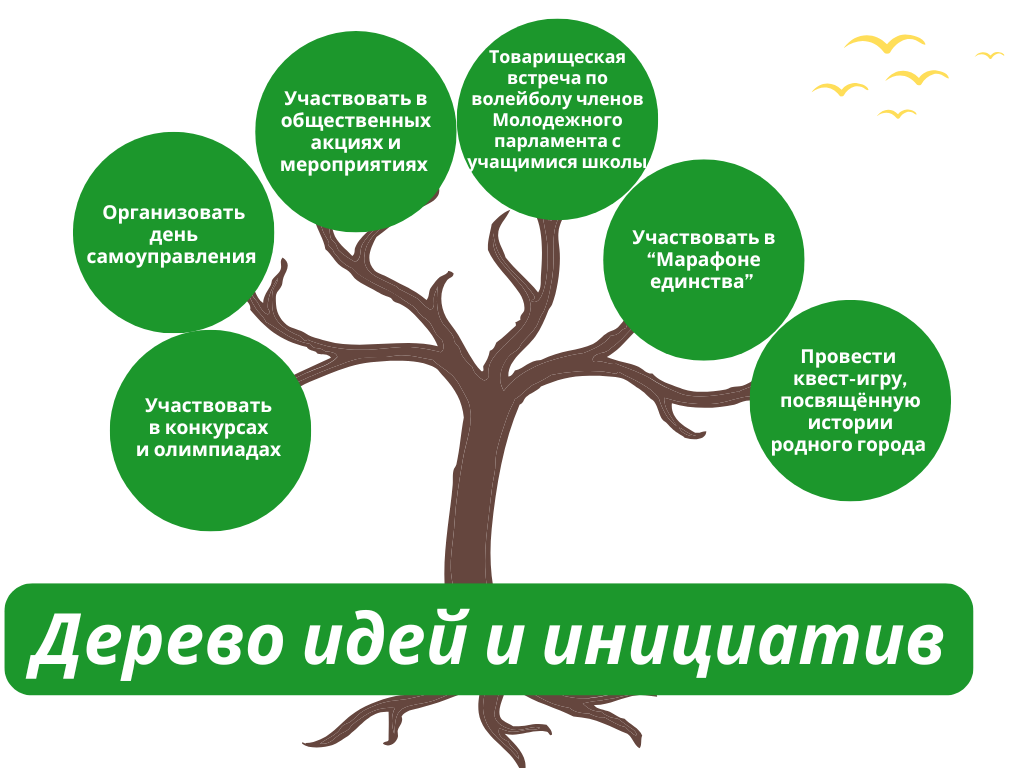 Товарищеская
встреча по
волейболу членов
Молодежного
парламента с
учащимися школы
Участвовать в
общественных
акциях и
мероприятиях
Организовать
день
самоуправления
Участвовать в
“Марафоне
единства”
Провести
квест-игру,
посвящённую
истории
родного города
Участвовать
в конкурсах
и олимпиадах
Дерево идей и инициатив